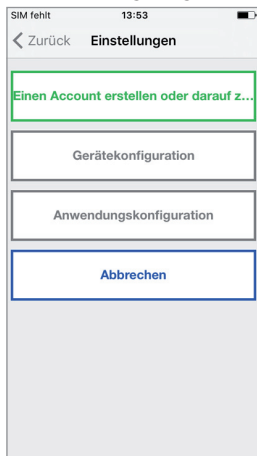 SIM fehlt 13:53
Zurück Einstellungen
Einen Account erstellen oder darauf z...
Gerätekonfiguration
Anwendungskonfiguration
Abbrechen